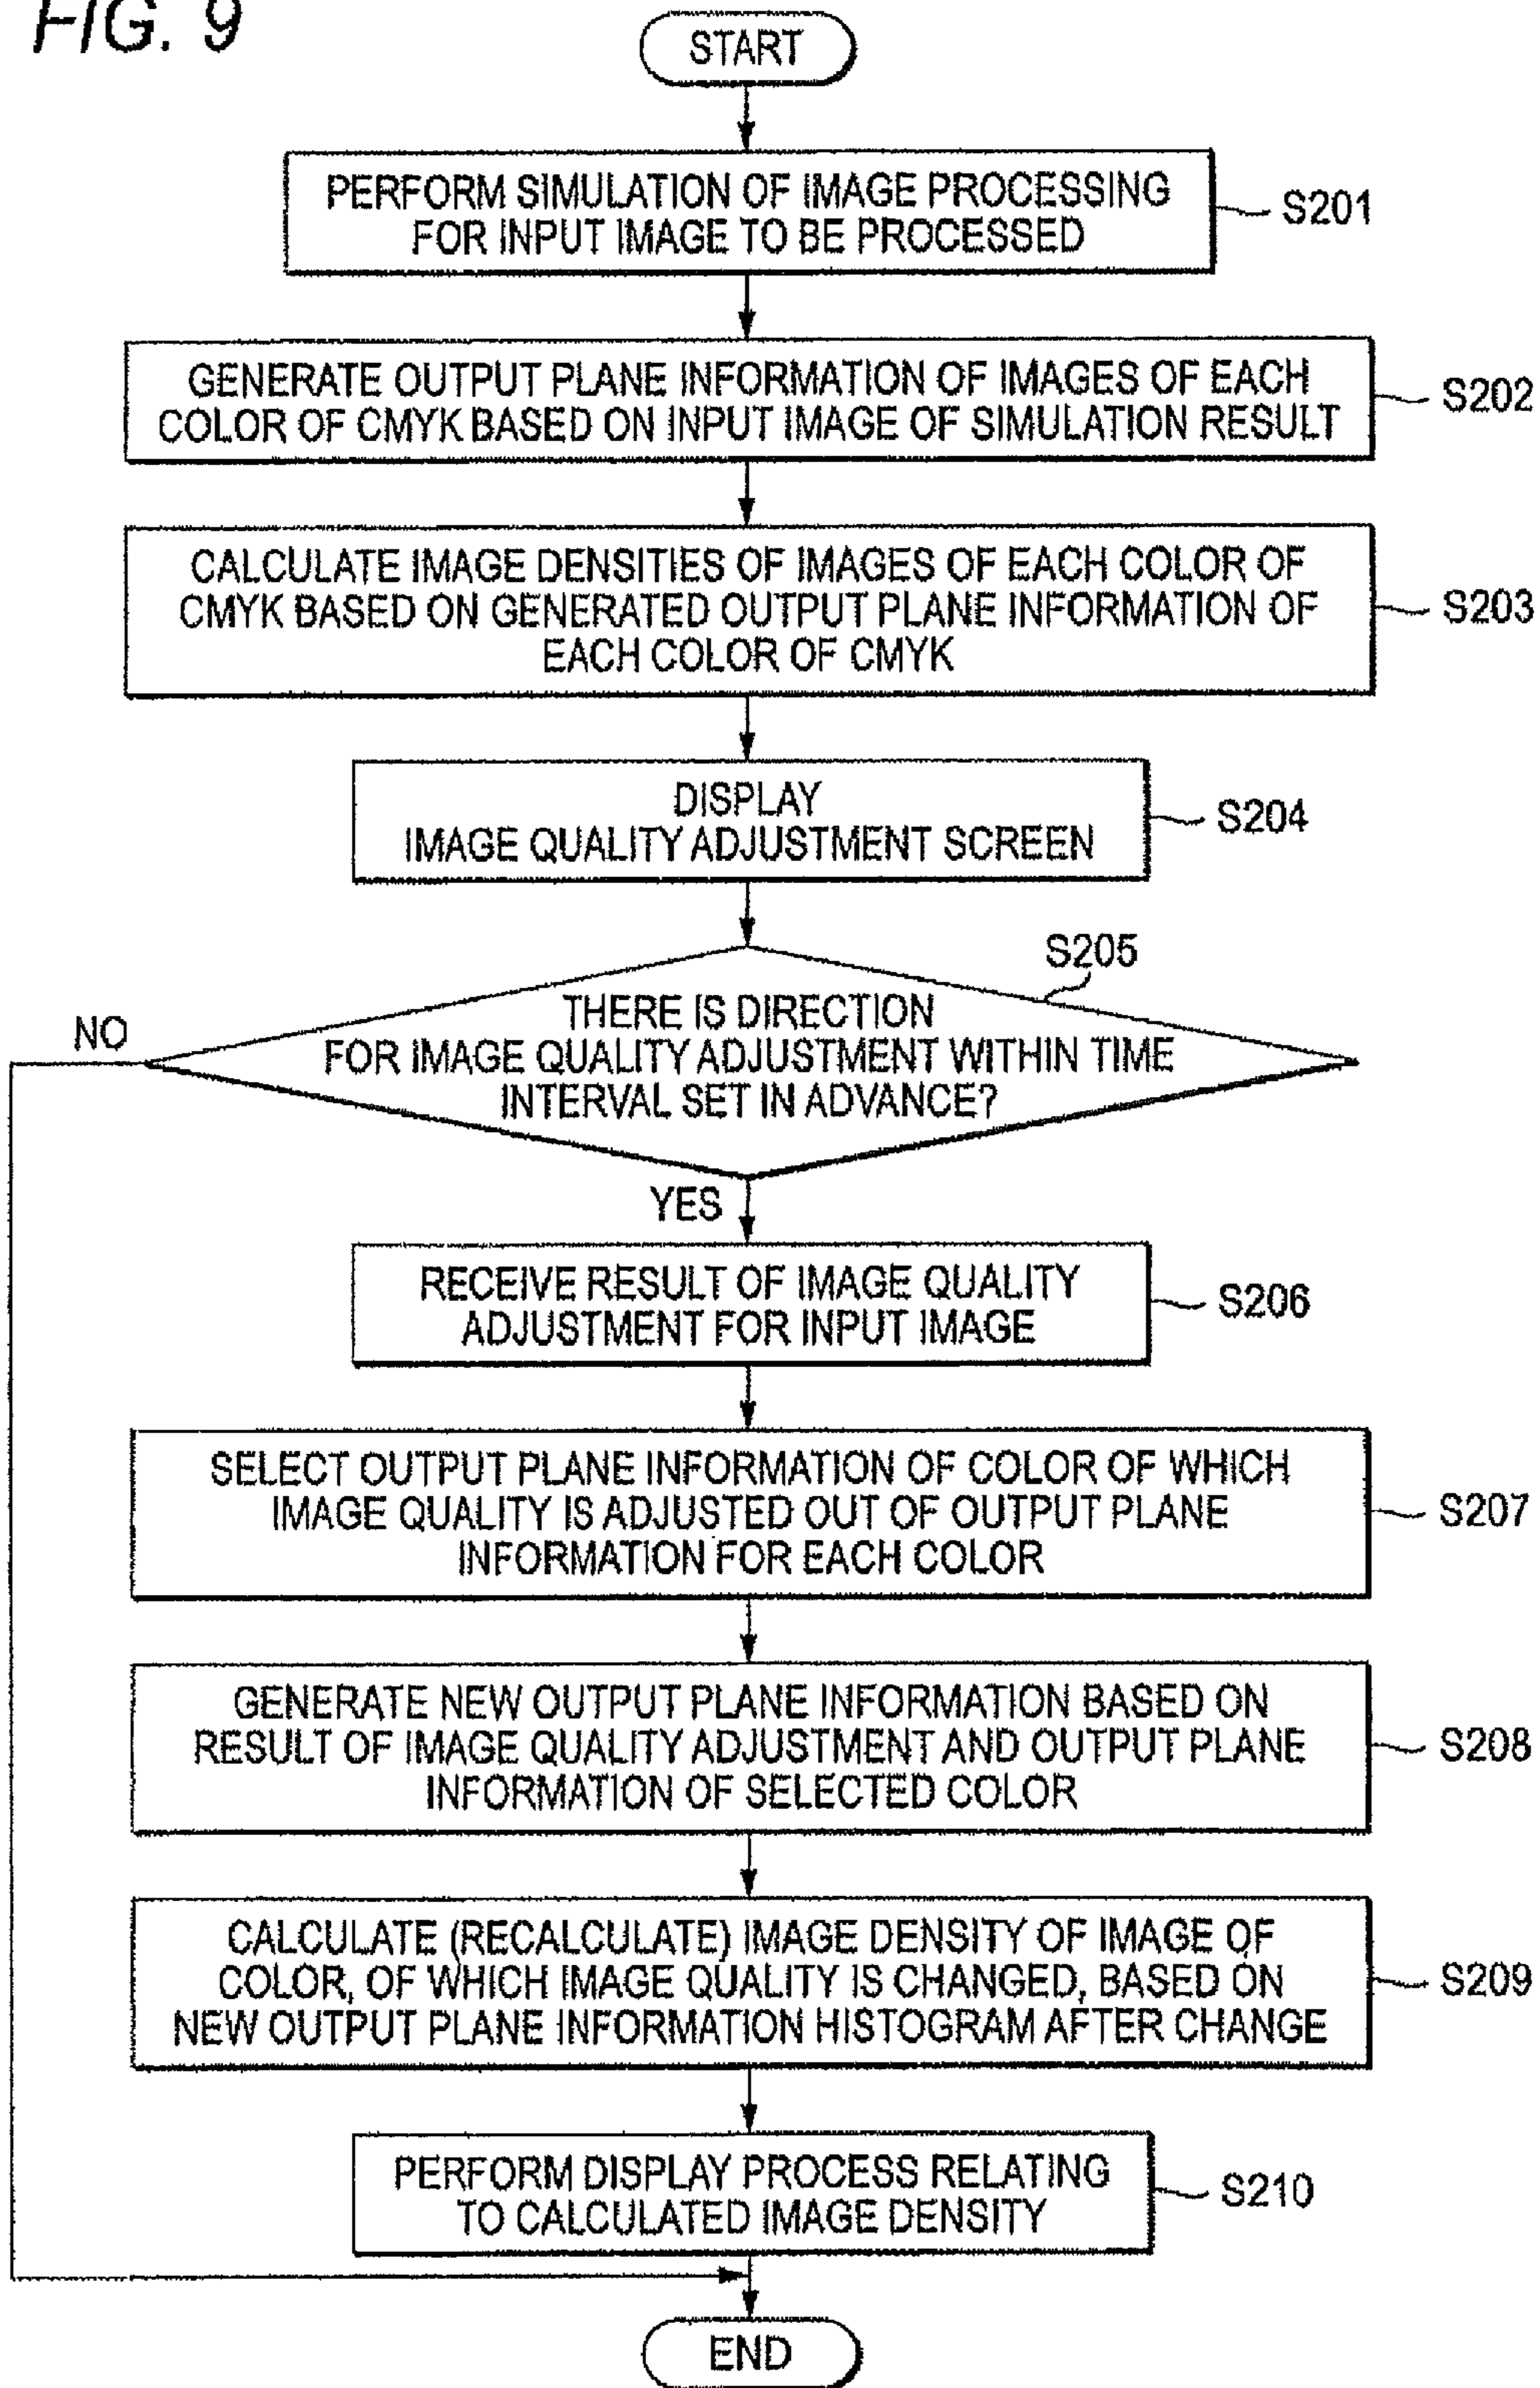 FIG. 9
START
PERFORM SIMULATION OF IMAGE PROCESSING
FOR INPUT IMAGE TO BE PROCESSED
S201
GENERATE OUTPUT PLANE INFORMATION OF IMAGES OF EACH
COLOR OF CMYK BASED ON INPUT IMAGE OF SIMULATION RESULT
S202
CALCULATE IMAGE DENSITIES OF IMAGES OF EACH COLOR OF
CMYK BASED ON GENERATED OUTPUT PLANE INFORMATION OF
EACH COLOR OF CMYK
S203
DISPLAY
IMAGE QUALITY ADJUSTMENT SCREEN
S204
S205
THERE IS DIRECTION
FOR IMAGE QUALITY ADJUSTMENT WITHIN TIME
INTERVAL SET IN ADVANCE?
NO
YES
RECEIVE RESULT OF IMAGE QUALITY
ADJUSTMENT FOR INPUT IMAGE
S206
SELECT OUTPUT PLANE INFORMATION OF COLOR OF WHICH
IMAGE QUALITY IS ADJUSTED OUT OF OUTPUT PLANE
INFORMATION FOR EACH COLOR
S207
GENERATE NEW OUTPUT PLANE INFORMATION BASED ON
RESULT OF IMAGE QUALITY ADJUSTMENT AND OUTPUT PLANE
INFORMATION OF SELECTED COLOR
S208
CALCULATE (RECALCULATE) IMAGE DENSITY OF IMAGE OF
COLOR, OF WHICH IMAGE QUALITY IS CHANGED, BASED ON
NEW OUTPUT PLANE INFORMATION HISTOGRAM AFTER CHANGE
S209
PERFORM DISPLAY PROCESS RELATING
TO CALCULATED IMAGE DENSITY
S210
END